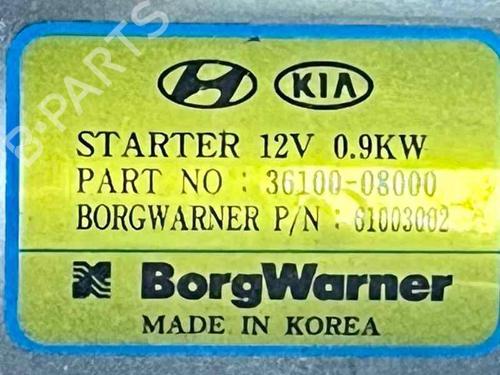 B-PARTS
KIA
STARTER 12V 0.9KW
PART NO : 36100-08000
BORGWARNER P/N : 61003002
BorgWarner
MADE IN KOREA